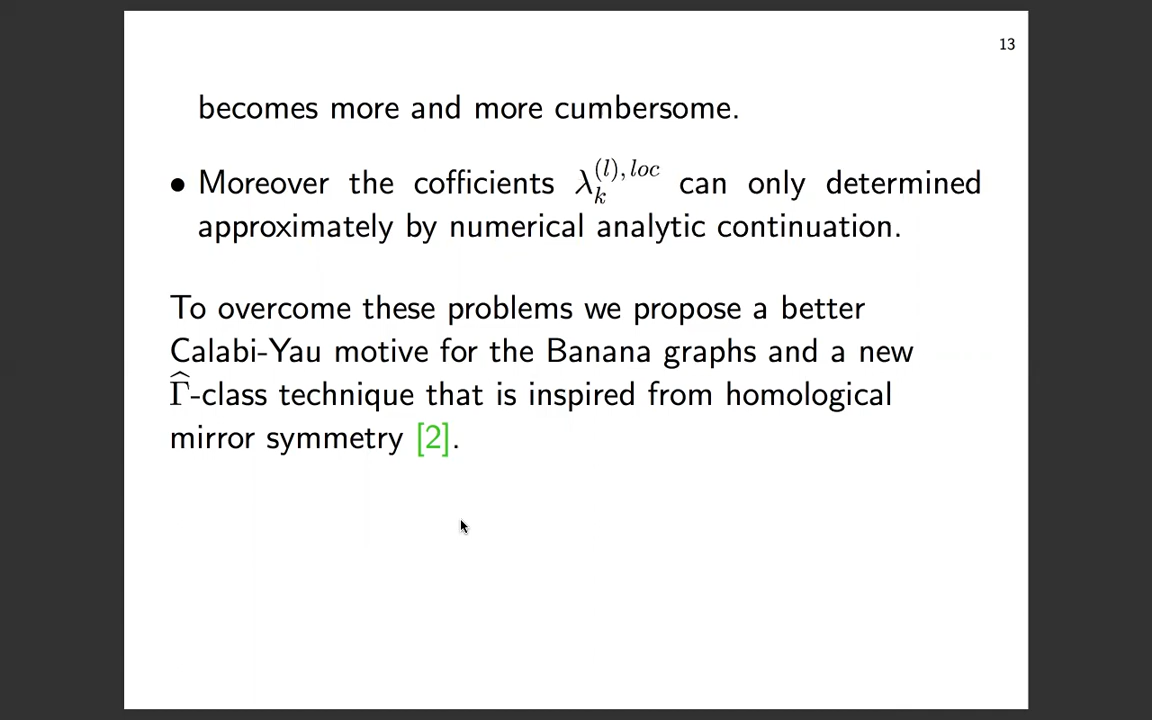 13
becomes more and more cumbersome.
• Moreover the cofficients λ_k^{(l),loc} can only determined
approximately by numerical analytic continuation.
To overcome these problems we propose a better
Calabi-Yau motive for the Banana graphs and a new
Γ̂-class technique that is inspired from homological
mirror symmetry [2].